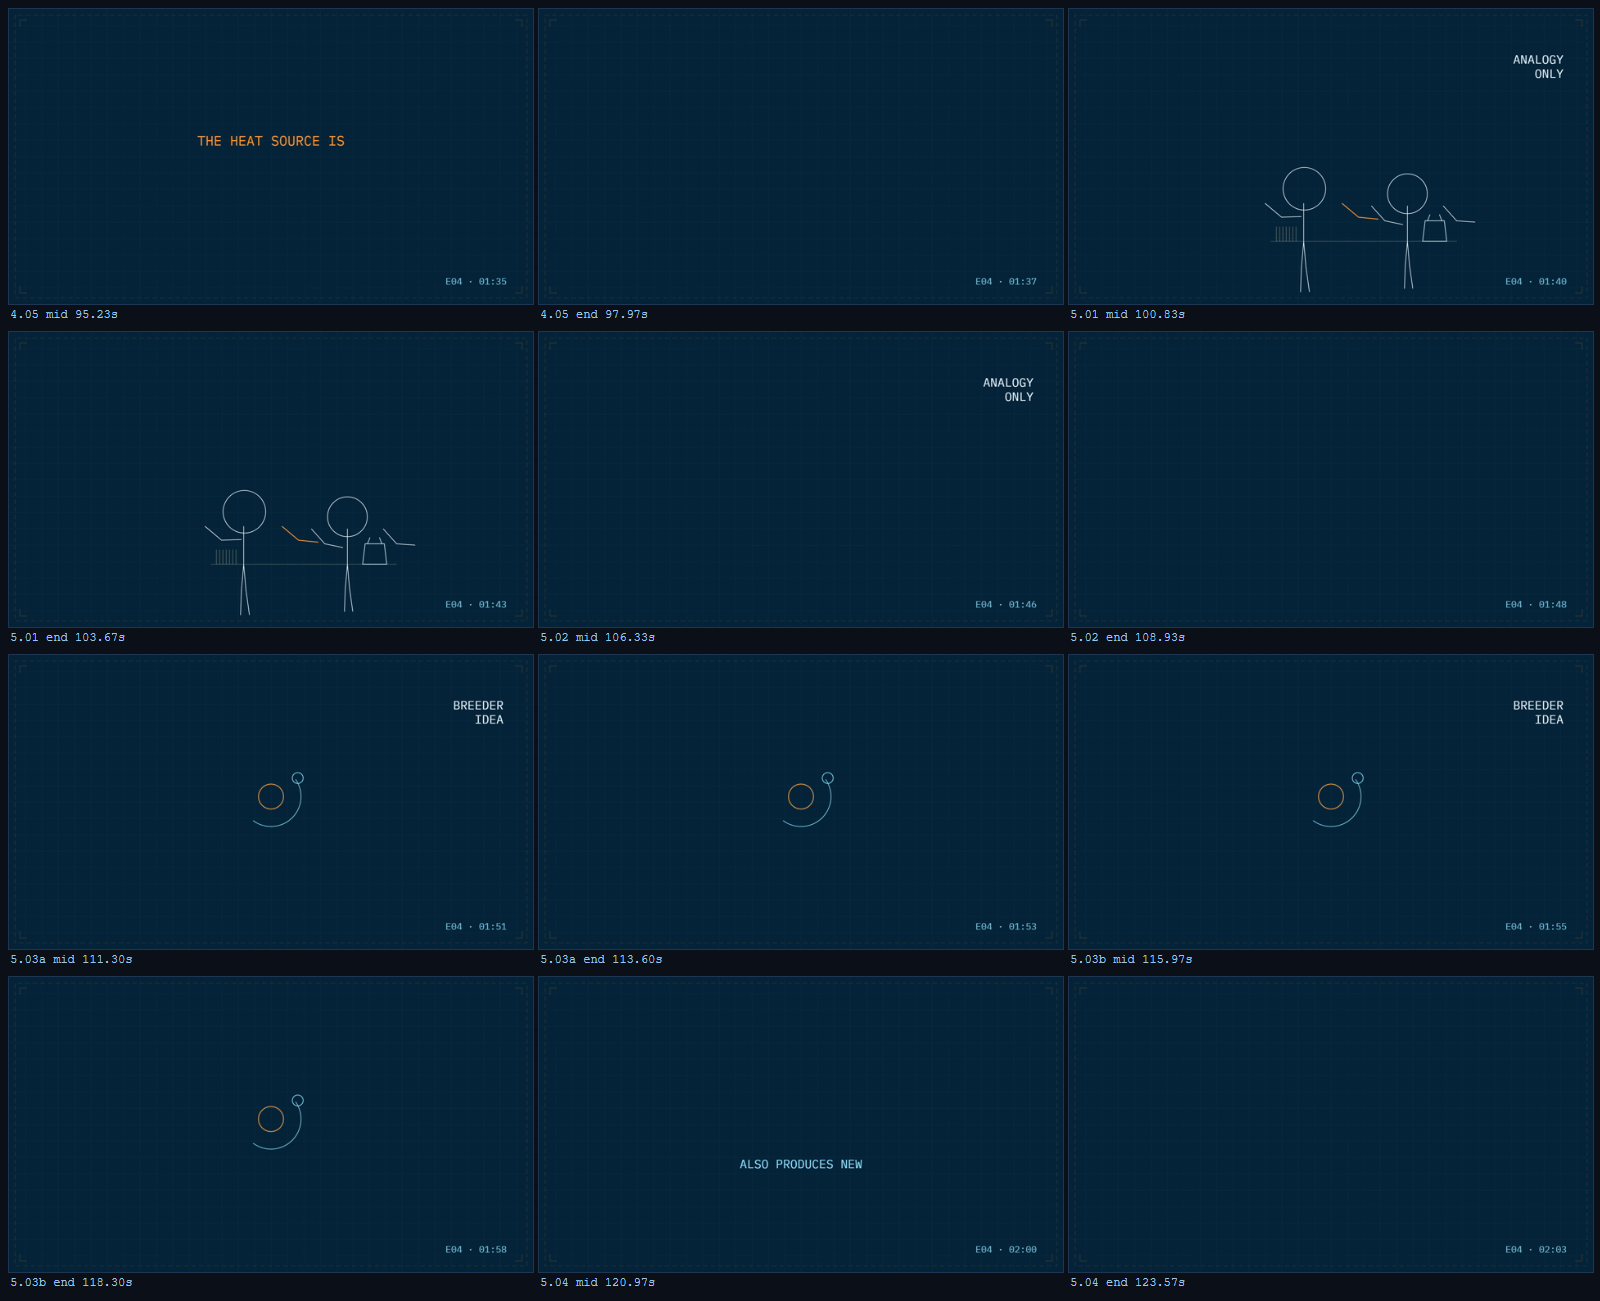 THE HEAT SOURCE IS
E04 · 01:35
4.05 mid 95.23s
E04 · 01:37
4.05 end 97.97s
ANALOGY
ONLY
E04 · 01:40
5.01 mid 100.83s
E04 · 01:43
5.01 end 103.67s
ANALOGY
ONLY
E04 · 01:46
5.02 mid 106.33s
E04 · 01:48
5.02 end 108.93s
BREEDER
IDEA
E04 · 01:51
5.03a mid 111.30s
E04 · 01:53
5.03a end 113.60s
BREEDER
IDEA
E04 · 01:55
5.03b mid 115.97s
E04 · 01:58
5.03b end 118.30s
ALSO PRODUCES NEW
E04 · 02:00
5.04 mid 120.97s
E04 · 02:03
5.04 end 123.57s